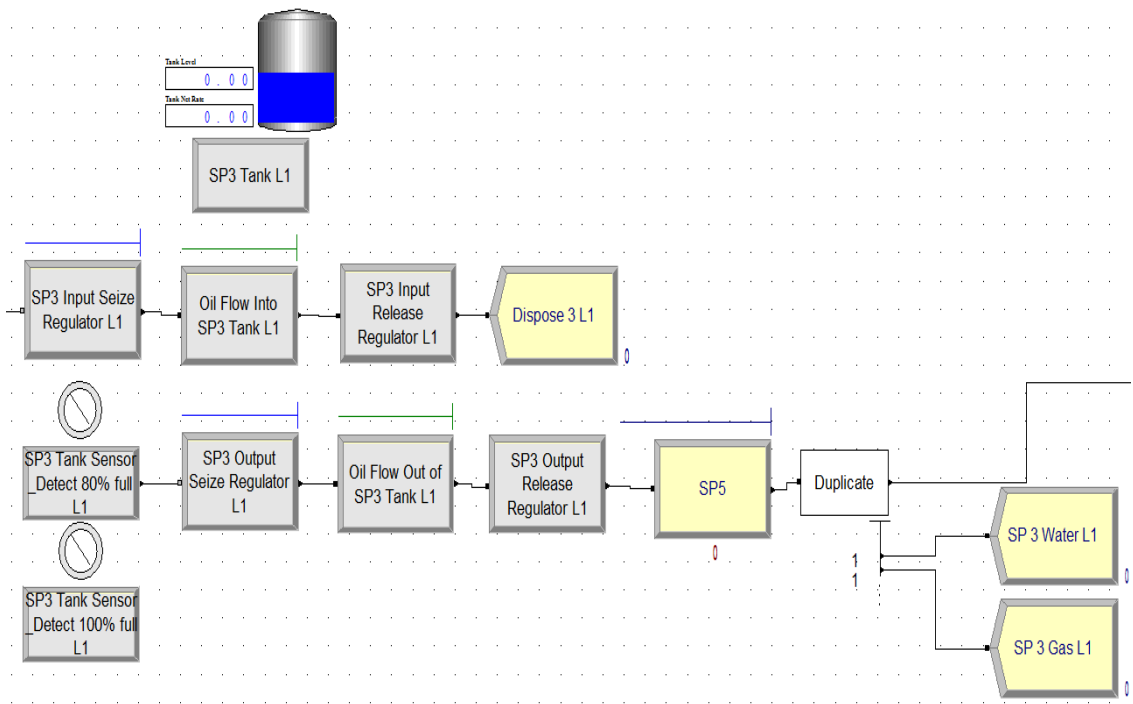 Tank Level
0.00
Tank Net Rate
0.00
SP3 Tank L1
SP3 Input Seize
Regulator L1
Oil Flow Into
SP3 Tank L1
SP3 Input
Release
Regulator L1
Dispose 3 L1
0
SP3 Tank Sensor
_Detect 80% full
L1
SP3 Output
Seize Regulator
L1
Oil Flow Out of
SP3 Tank L1
SP3 Output
Release
Regulator L1
SP5
0
Duplicate
1
1
SP 3 Water L1
0
SP3 Tank Sensor
_Detect 100% full
L1
SP 3 Gas L1
0